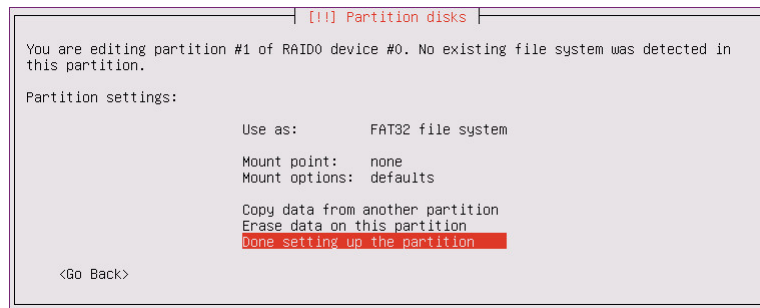 [!!] Partition disks
You are editing partition #1 of RAID0 device #0. No existing file system was detected in
this partition.
Partition settings:
Use as: FAT32 file system
Mount point: none
Mount options: defaults
Copy data from another partition
Erase data on this partition
Done setting up the partition
<Go Back>